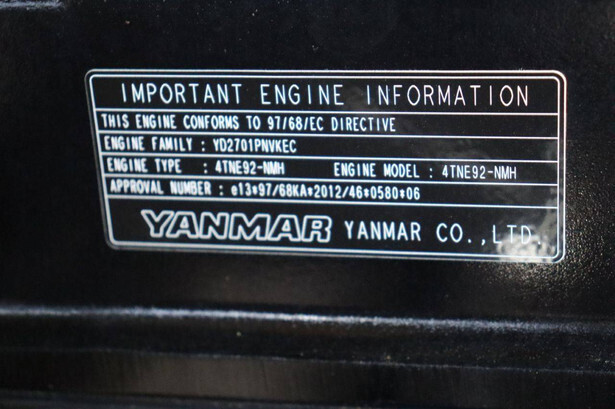 IMPORTANT ENGINE INFORMATION
THIS ENGINE CONFORMS TO 97/68/EC DIRECTIVE
ENGINE FAMILY : YD2701PNVKEC
ENGINE TYPE : 4TNE92-NMH ENGINE MODEL : 4TNE92-NMH
APPROVAL NUMBER : e13*97/68KA*2012/46*0580*06
YANMAR YANMAR CO.,LTD.